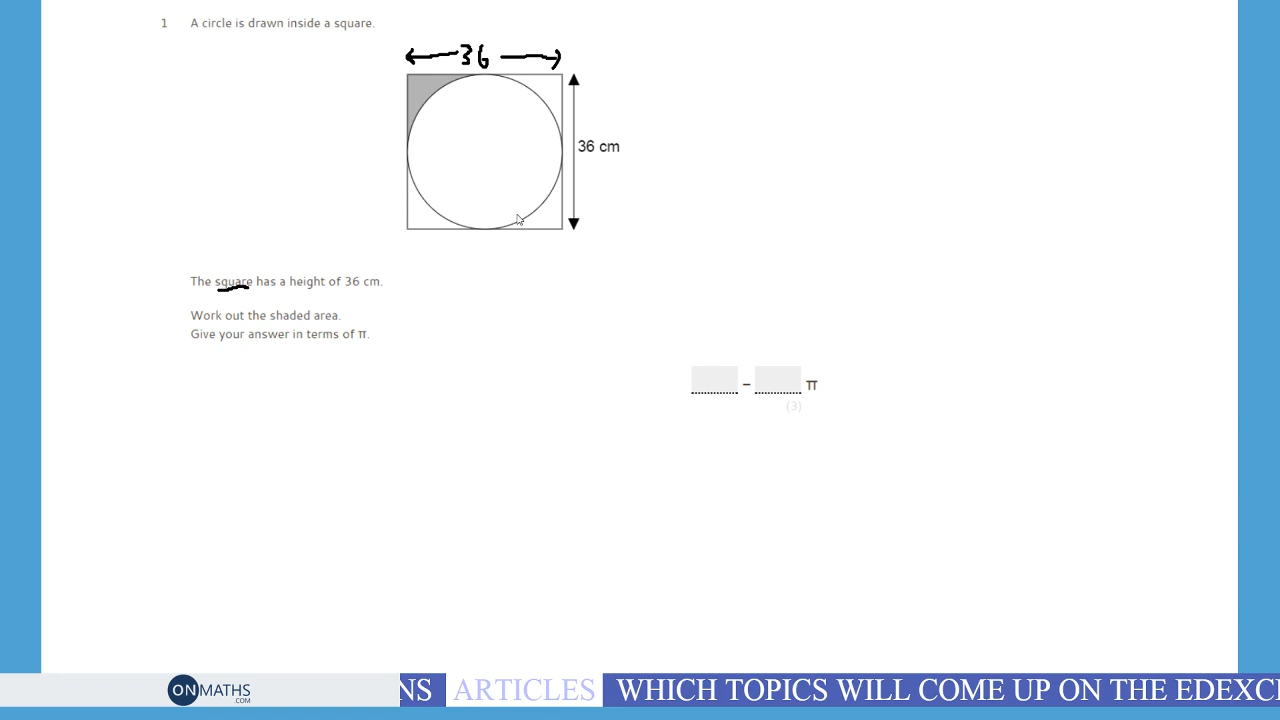 1 A circle is drawn inside a square.
36
36 cm
The square has a height of 36 cm.
Work out the shaded area.
Give your answer in terms of π.
– π
(3)
ONMATHS
.COM
NS ARTICLES WHICH TOPICS WILL COME UP ON THE EDEXC